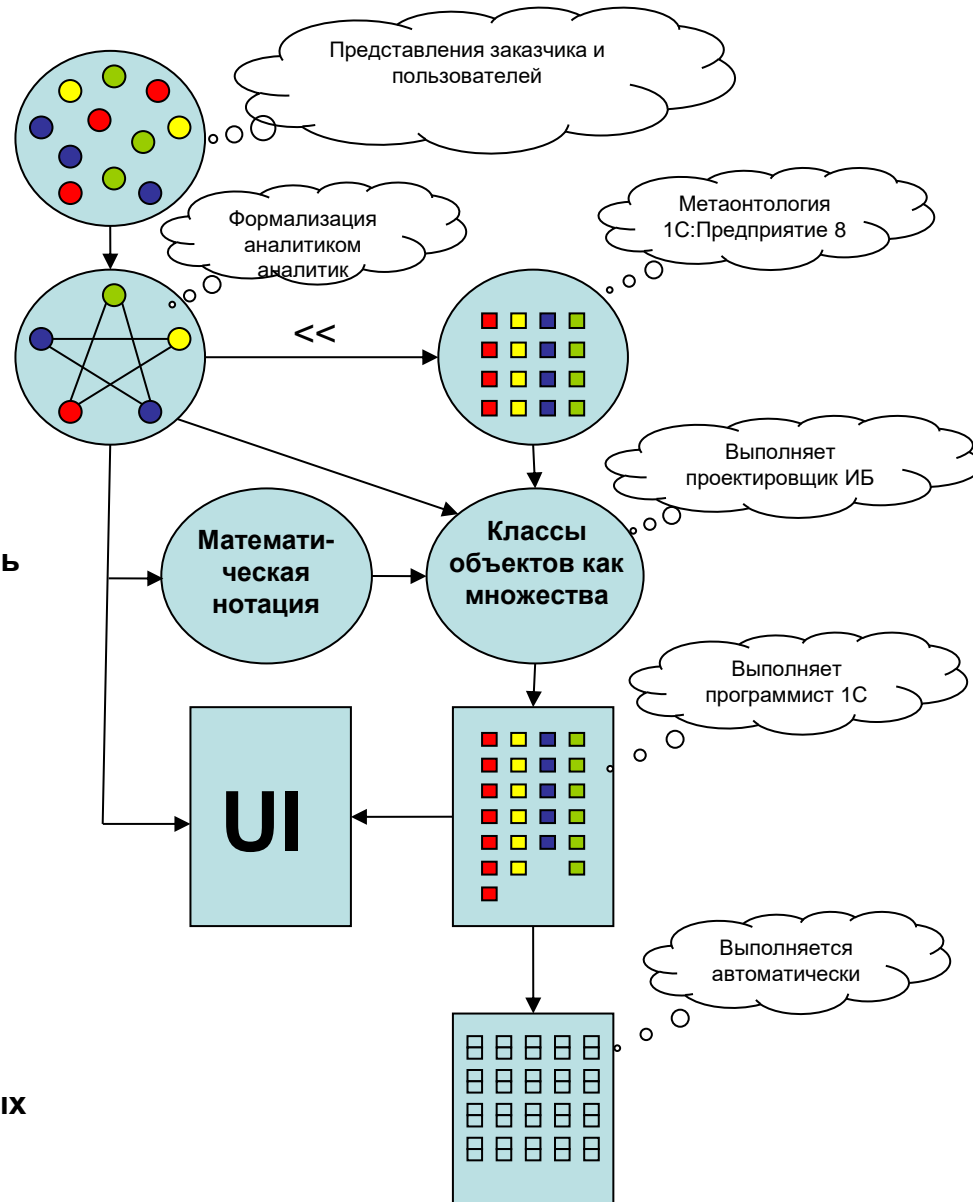 Представления заказчика и
пользователей
Формализация
аналитиком
аналитик
Метаонтология
1С:Предприятие 8
<<
Выполняет
проектировщик ИБ
Математи-
ческая
нотация
Классы
объектов как
множества
ь
Выполняет
программист 1С
UI
Выполняется
автоматически
ых